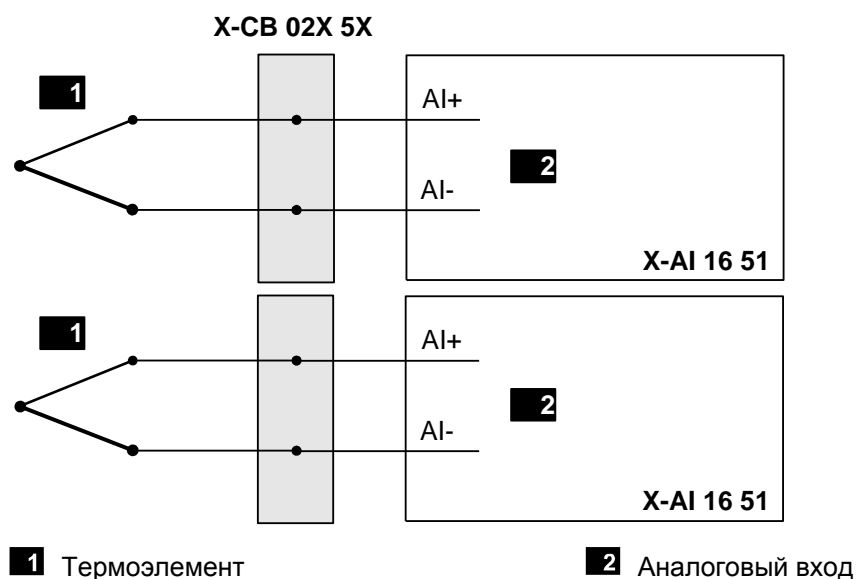 X-CB 02X 5X
1
AI+
2
AI-
X-AI 16 51
1
AI+
2
AI-
X-AI 16 51
1 Термоэлемент
2 Аналоговый вход